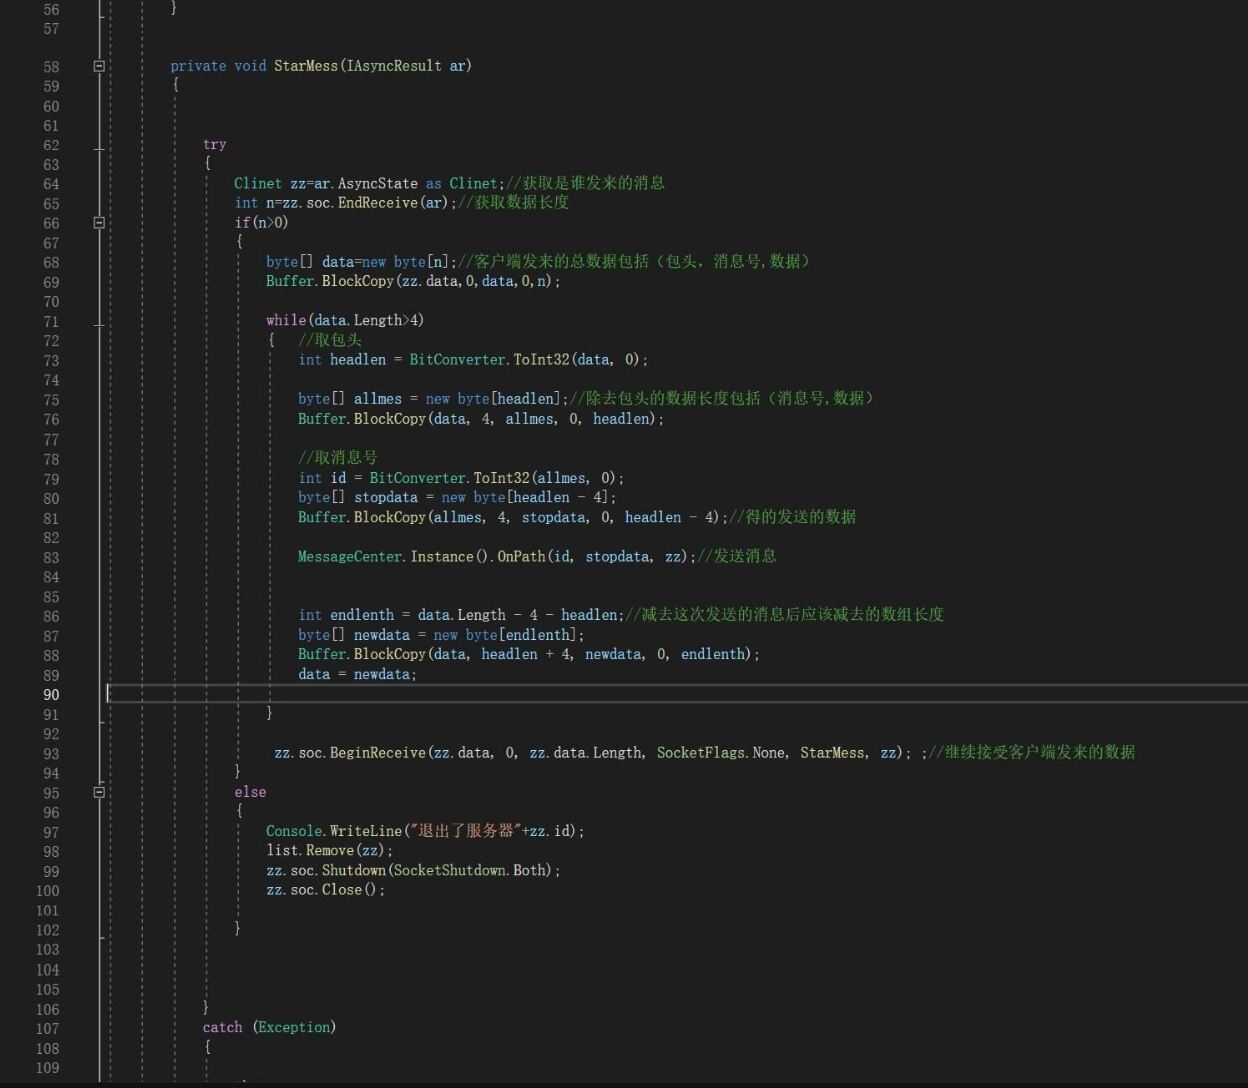 56 }
57
58 private void StarMess(IAsyncResult ar)
59 {
60
61
62 try
63 {
64 Clinet zz=ar.AsyncState as Clinet;//获取是谁发来的消息
65 int n=zz.soc.EndReceive(ar);//获取数据长度
66 if(n>0)
67 {
68 byte[] data=new byte[n];//客户端发来的总数据包括（包头，消息号,数据）
69 Buffer.BlockCopy(zz.data,0,data,0,n);
70
71 while(data.Length>4)
72 { //取包头
73 int headlen = BitConverter.ToInt32(data, 0);
74
75 byte[] allmes = new byte[headlen];//除去包头的数据长度包括（消息号,数据）
76 Buffer.BlockCopy(data, 4, allmes, 0, headlen);
77
78 //取消息号
79 int id = BitConverter.ToInt32(allmes, 0);
80 byte[] stopdata = new byte[headlen - 4];
81 Buffer.BlockCopy(allmes, 4, stopdata, 0, headlen - 4);//得的发送的数据
82
83 MessageCenter.Instance().OnPath(id, stopdata, zz);//发送消息
84
85
86 int endlenth = data.Length - 4 - headlen;//减去这次发送的消息后应该减去的数组长度
87 byte[] newdata = new byte[endlenth];
88 Buffer.BlockCopy(data, headlen + 4, newdata, 0, endlenth);
89 data = newdata;
90
91 }
92
93 zz.soc.BeginReceive(zz.data, 0, zz.data.Length, SocketFlags.None, StarMess, zz); ;//继续接受客户端发来的数据
94 }
95 else
96 {
97 Console.WriteLine("退出了服务器"+zz.id);
98 list.Remove(zz);
99 zz.soc.Shutdown(SocketShutdown.Both);
100 zz.soc.Close();
101
102 }
103
104
105
106 }
107 catch (Exception)
108 {
109